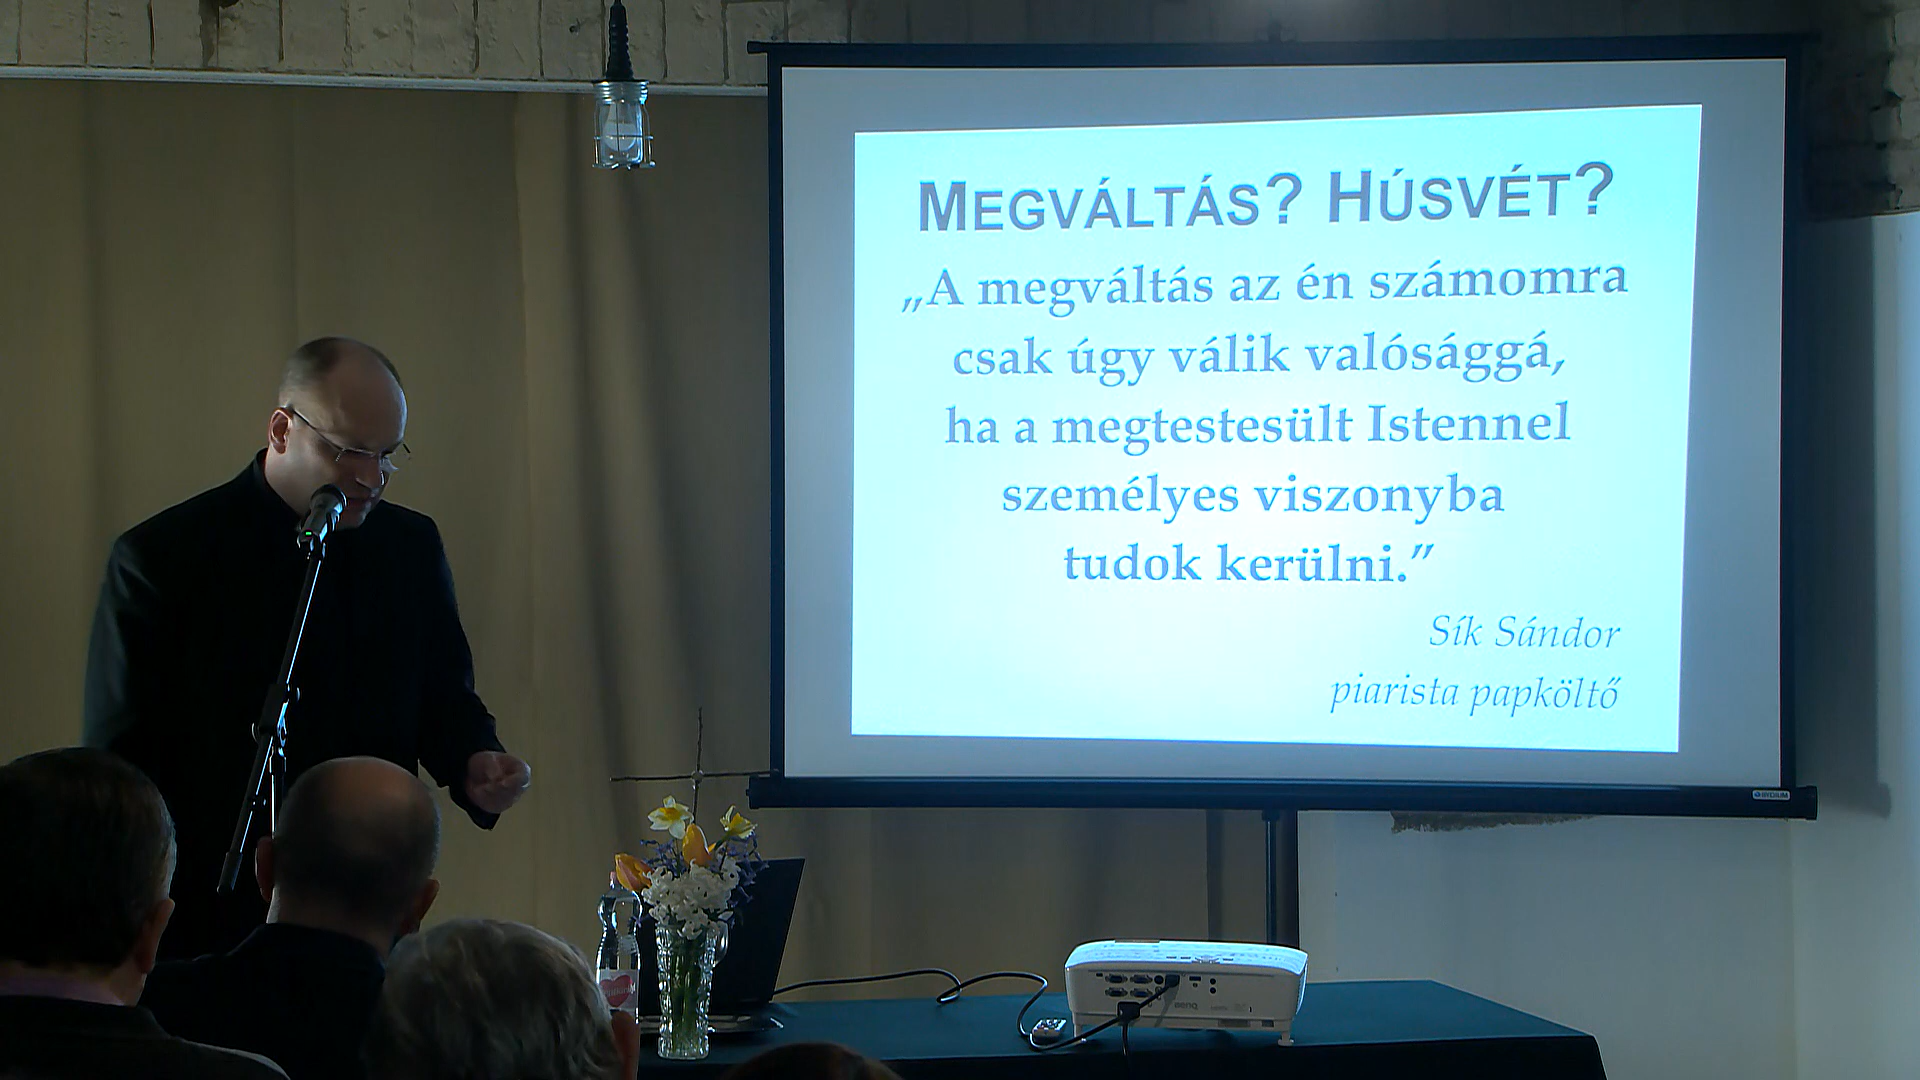 MEGVÁLTÁS? HÚSVÉT?
„A megváltás az én számomra
csak úgy válik valósággá,
ha a megtestesült Istennel
személyes viszonyba
tudok kerülni.”
Sík Sándor
piarista papköltő
BenQ